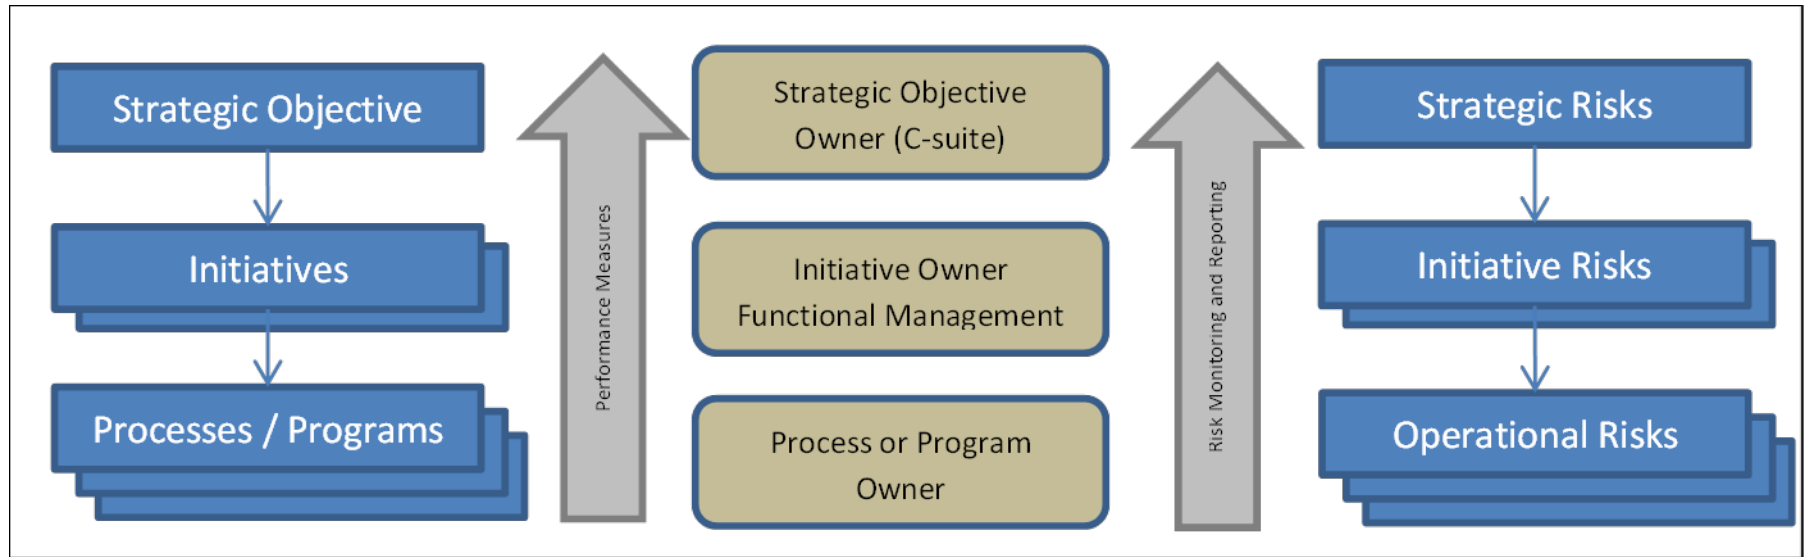 Strategic Objective
Initiatives
Processes / Programs
Performance Measures
Strategic Objective
Owner (C-suite)
Initiative Owner
Functional Management
Process or Program
Owner
Risk Monitoring and Reporting
Strategic Risks
Initiative Risks
Operational Risks